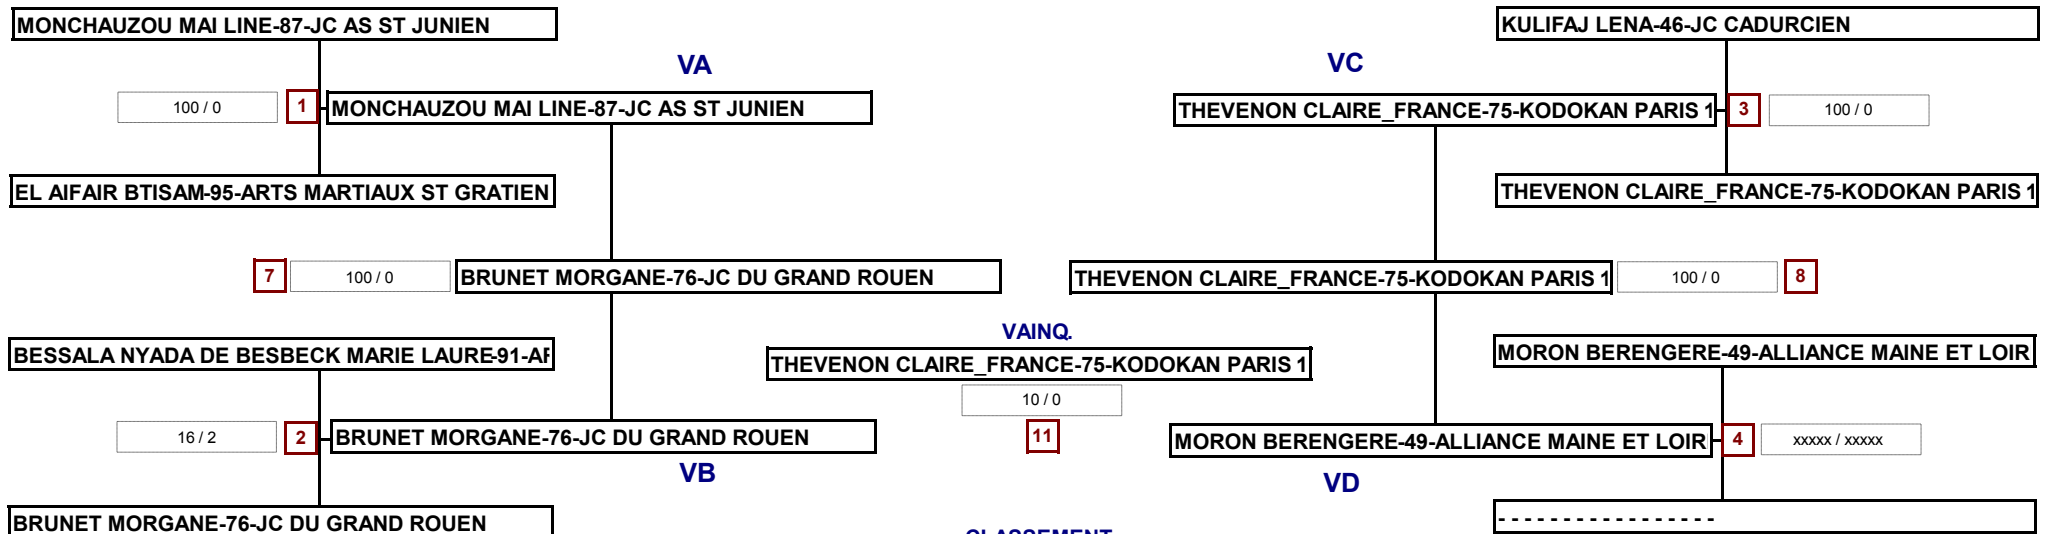 MONCHAUZOU MAI LINE-87-JC AS ST JUNIEN
KULIFAJ LENA-46-JC CADURCIEN
VA
VC
100 / 0
1
MONCHAUZOU MAI LINE-87-JC AS ST JUNIEN
THEVENON CLAIRE_FRANCE-75-KODOKAN PARIS 1
3
100 / 0
EL AIFAIR BTISAM-95-ARTS MARTIAUX ST GRATIEN
THEVENON CLAIRE_FRANCE-75-KODOKAN PARIS 1
7
100 / 0
BRUNET MORGANE-76-JC DU GRAND ROUEN
THEVENON CLAIRE_FRANCE-75-KODOKAN PARIS 1
100 / 0
8
VAINQ.
BESSALA NYADA DE BESBECK MARIE LAURE-91-AR
THEVENON CLAIRE_FRANCE-75-KODOKAN PARIS 1
MORON BERENGERE-49-ALLIANCE MAINE ET LOIR
10 / 0
16 / 2
2
BRUNET MORGANE-76-JC DU GRAND ROUEN
11
MORON BERENGERE-49-ALLIANCE MAINE ET LOIR
4
xxxxx / xxxxx
VB
VD
BRUNET MORGANE-76-JC DU GRAND ROUEN
- - - - - - - - - - - - - - - - -
CLASSEMENT